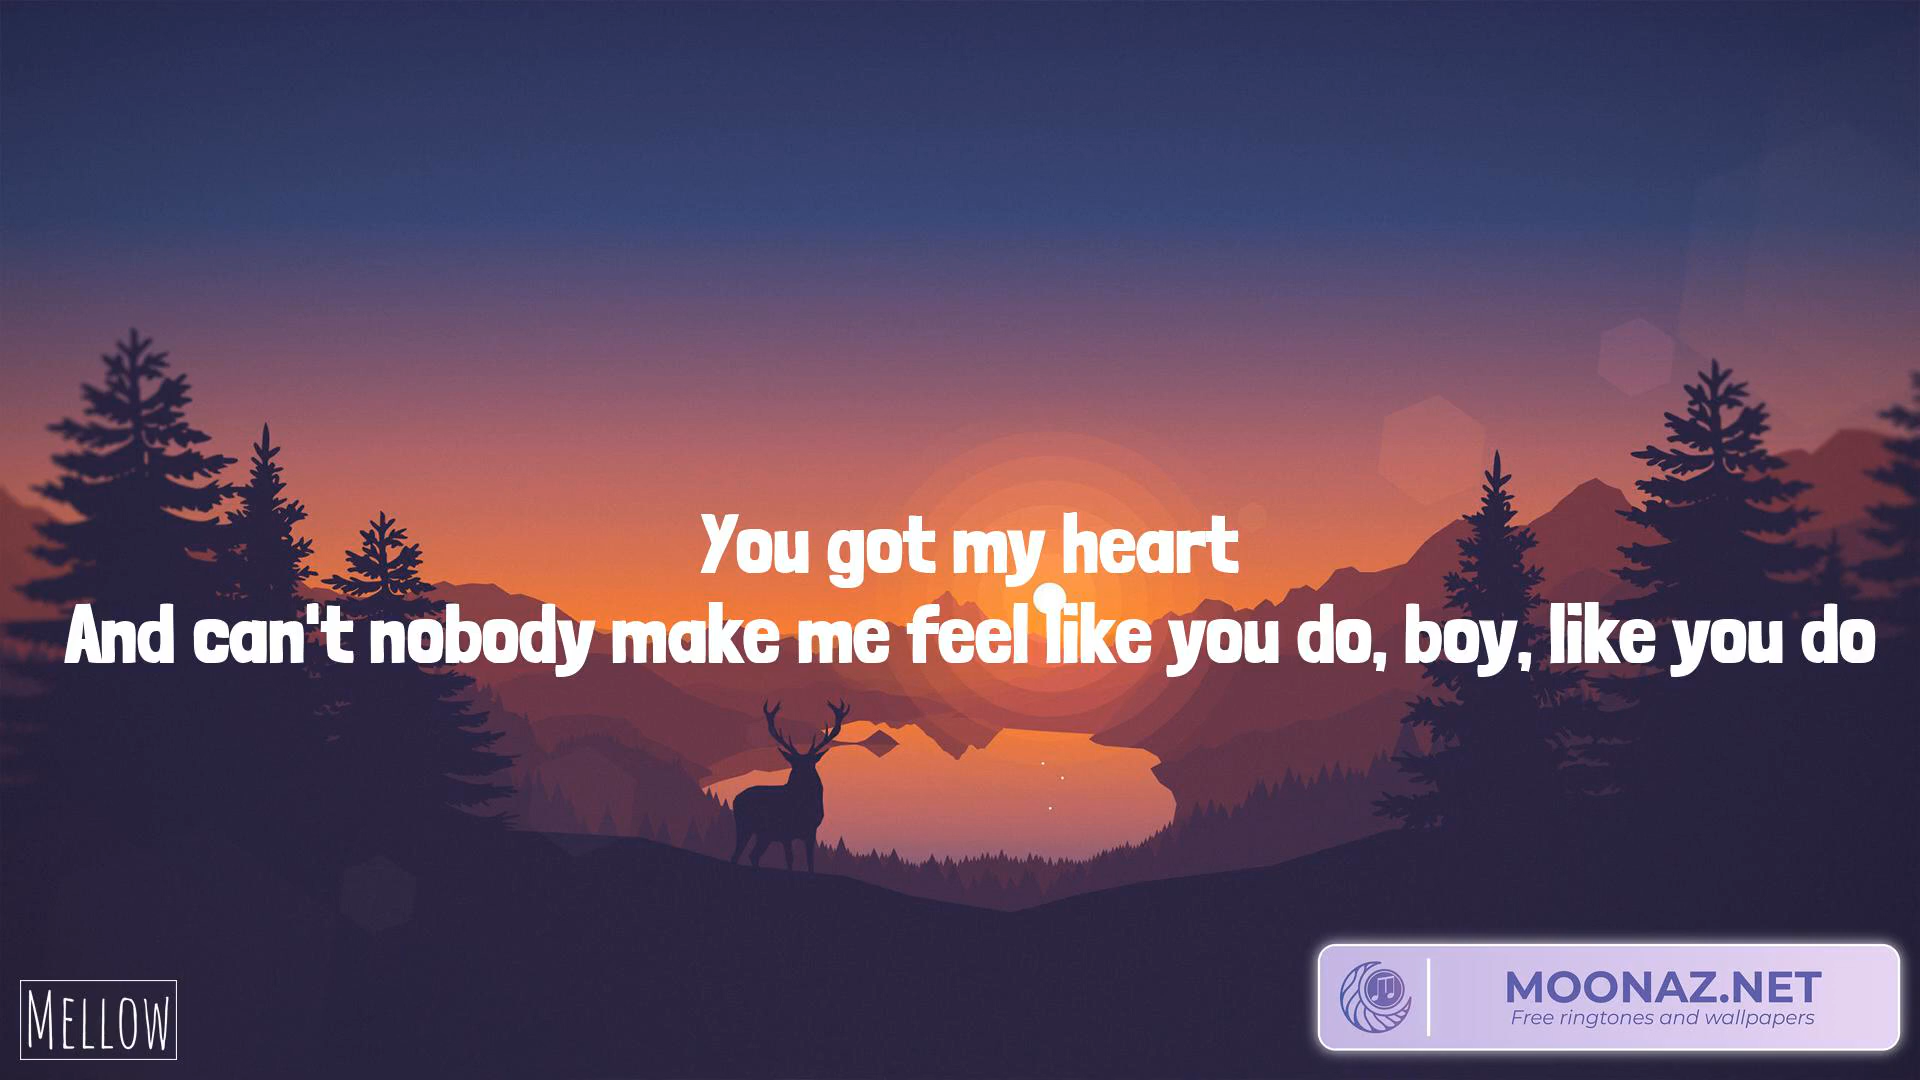 You got my heart
And can't nobody make me feel like you do, boy, like you do
MELLOW
MOONAZ.NET
Free ringtones and wallpapers